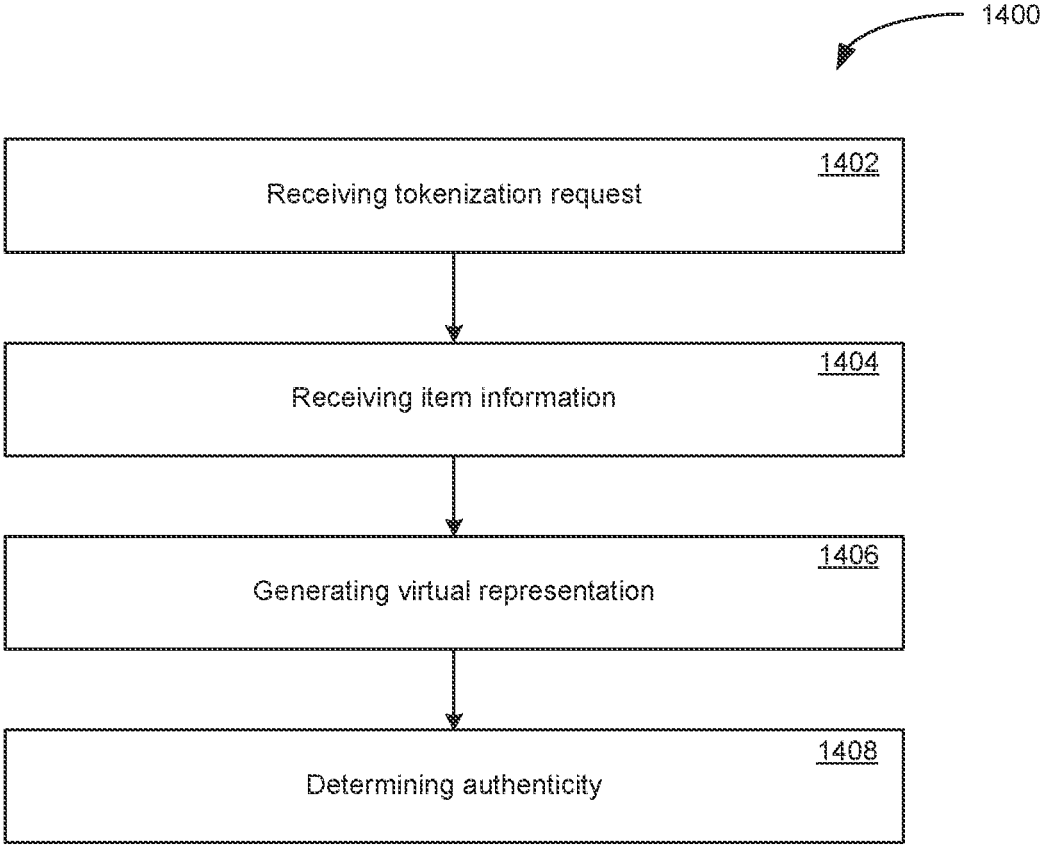 1400
1402
Receiving tokenization request
1404
Receiving item information
1406
Generating virtual representation
1408
Determining authenticity